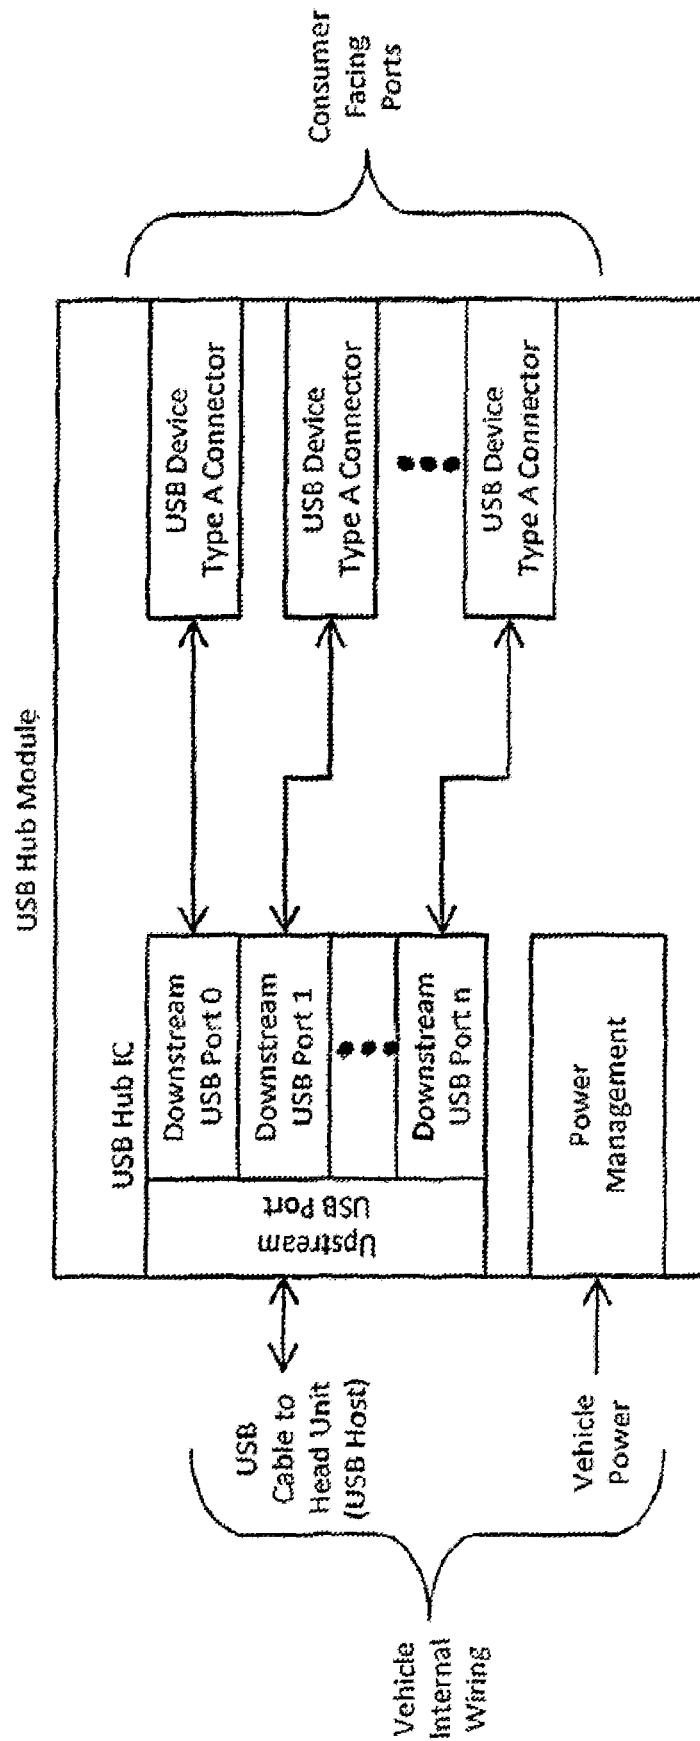 USB Hub Module
USB Hub IC
Vehicle
Internal
Wiring
USB
Cable to
Head Unit
(USB Host)
Vehicle
Power
Upstream
USB Port
Downstream
USB Port 0
Downstream
USB Port 1
Downstream
USB Port n
Power
Management
USB Device
Type A Connector
USB Device
Type A Connector
USB Device
Type A Connector
Consumer
Facing
Ports